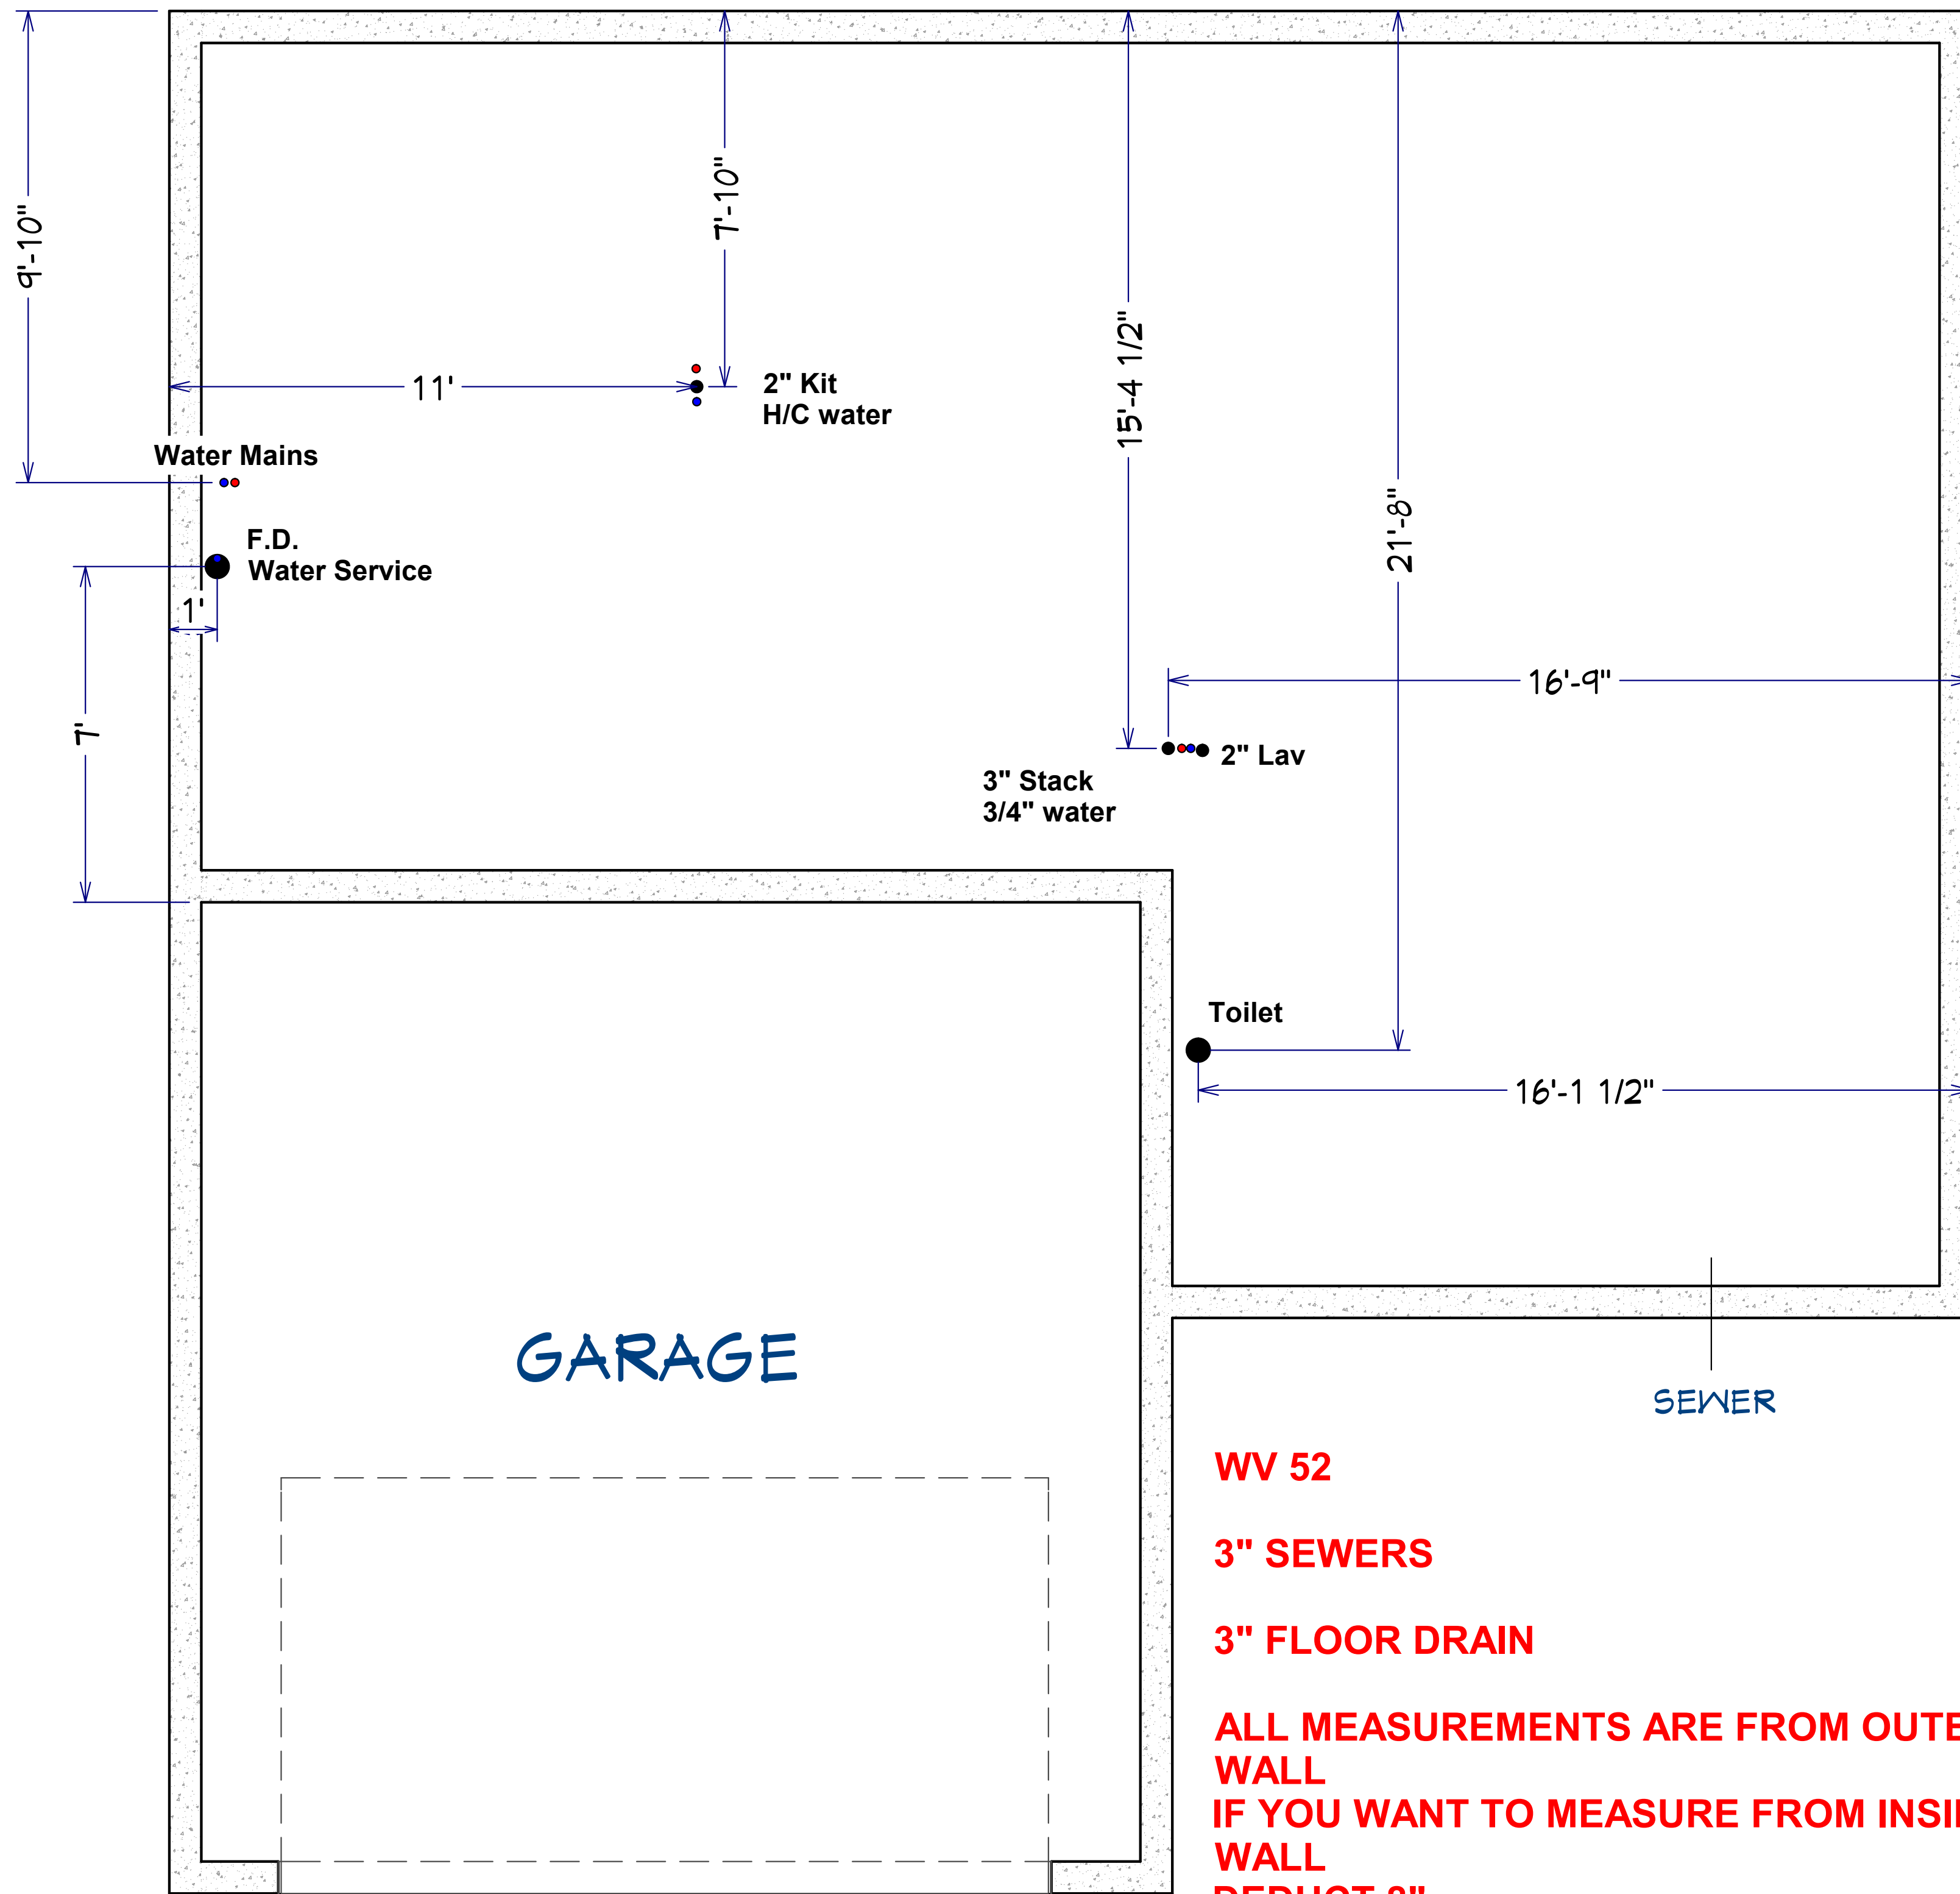 9'-10"
7'-10"
15'-4 1/2"
21'-8"
11'
2" Kit
H/C water
Water Mains
F.D.
Water Service
1'
7'
16'-9"
2" Lav
3" Stack
3/4" water
Toilet
16'-1 1/2"
GARAGE
SEWER
WV 52
3" SEWERS
3" FLOOR DRAIN
ALL MEASUREMENTS ARE FROM
WALL
IF YOU WANT TO MEASURE FROM
WALL
DEDUCT